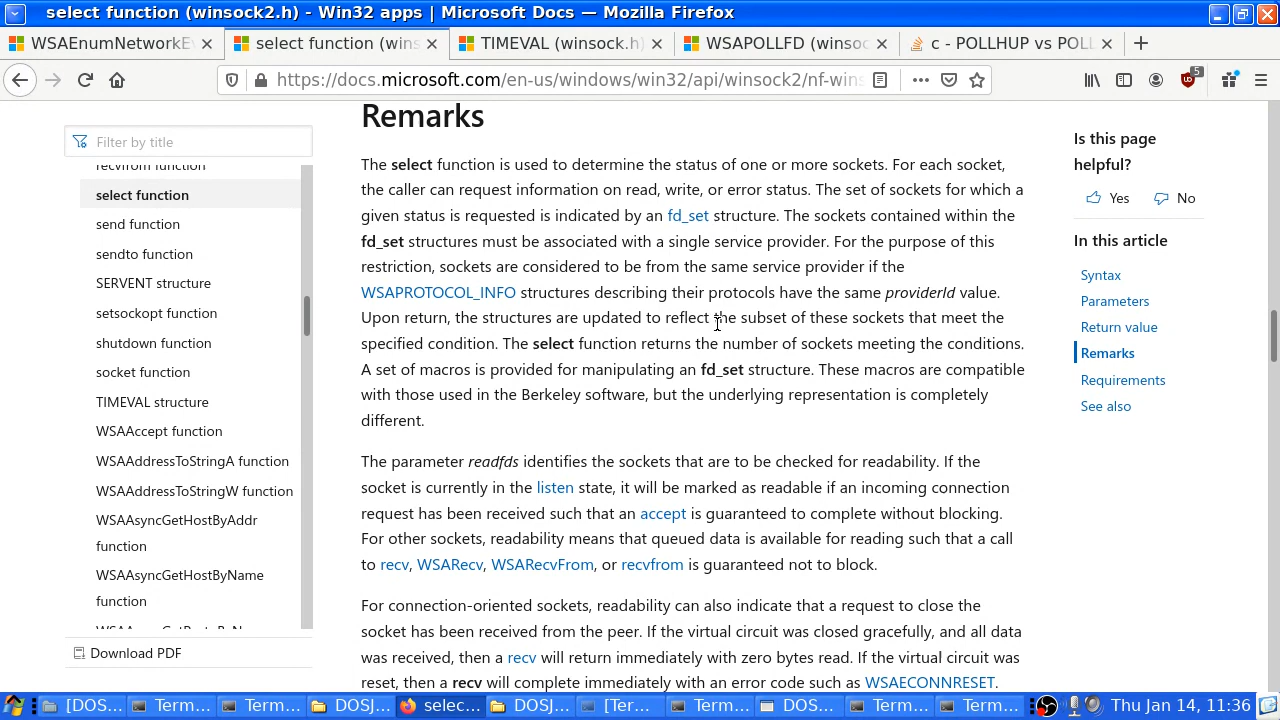 select function (winsock2.h) - Win32 apps | Microsoft Docs — Mozilla Firefox
WSAEnumNetworkEv
select function (wins
TIMEVAL (winsock.h)
WSAPOLLFD (winsoc
c - POLLHUP vs POLL
https://docs.microsoft.com/en-us/windows/win32/api/winsock2/nf-wins
5
Filter by title
recvfrom function
select function
send function
sendto function
SERVENT structure
setsockopt function
shutdown function
socket function
TIMEVAL structure
WSAAccept function
WSAAddressToStringA function
WSAAddressToStringW function
WSAAsyncGetHostByAddr
function
WSAAsyncGetHostByName
function
Download PDF
Remarks
The select function is used to determine the status of one or more sockets. For each socket,
the caller can request information on read, write, or error status. The set of sockets for which a
given status is requested is indicated by an fd_set structure. The sockets contained within the
fd_set structures must be associated with a single service provider. For the purpose of this
restriction, sockets are considered to be from the same service provider if the
WSAPROTOCOL_INFO structures describing their protocols have the same providerId value.
Upon return, the structures are updated to reflect the subset of these sockets that meet the
specified condition. The select function returns the number of sockets meeting the conditions.
A set of macros is provided for manipulating an fd_set structure. These macros are compatible
with those used in the Berkeley software, but the underlying representation is completely
different.
The parameter readfds identifies the sockets that are to be checked for readability. If the
socket is currently in the listen state, it will be marked as readable if an incoming connection
request has been received such that an accept is guaranteed to complete without blocking.
For other sockets, readability means that queued data is available for reading such that a call
to recv, WSARecv, WSARecvFrom, or recvfrom is guaranteed not to block.
For connection-oriented sockets, readability can also indicate that a request to close the
socket has been received from the peer. If the virtual circuit was closed gracefully, and all data
was received, then a recv will return immediately with zero bytes read. If the virtual circuit was
reset, then a recv will complete immediately with an error code such as WSAECONNRESET.
Is this page
helpful?
Yes No
In this article
Syntax
Parameters
Return value
Remarks
Requirements
See also
[DOS...
Term...
Term...
DOSJ...
selec...
DOSJ...
[Ter...
Term...
DOS...
Term...
Term...
Thu Jan 14, 11:36